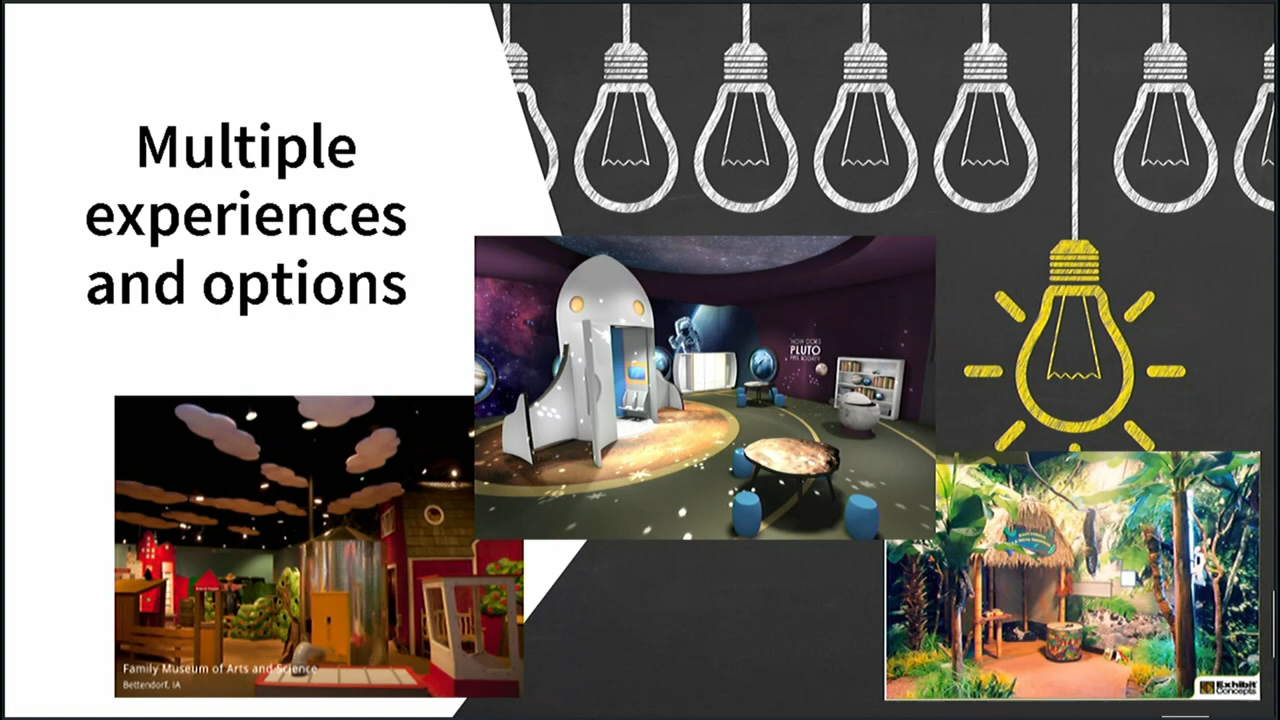 Multiple
experiences
and options
PLUTO
Family Museum of Arts and Science
Bettendorf, IA
Exhibit
Concepts